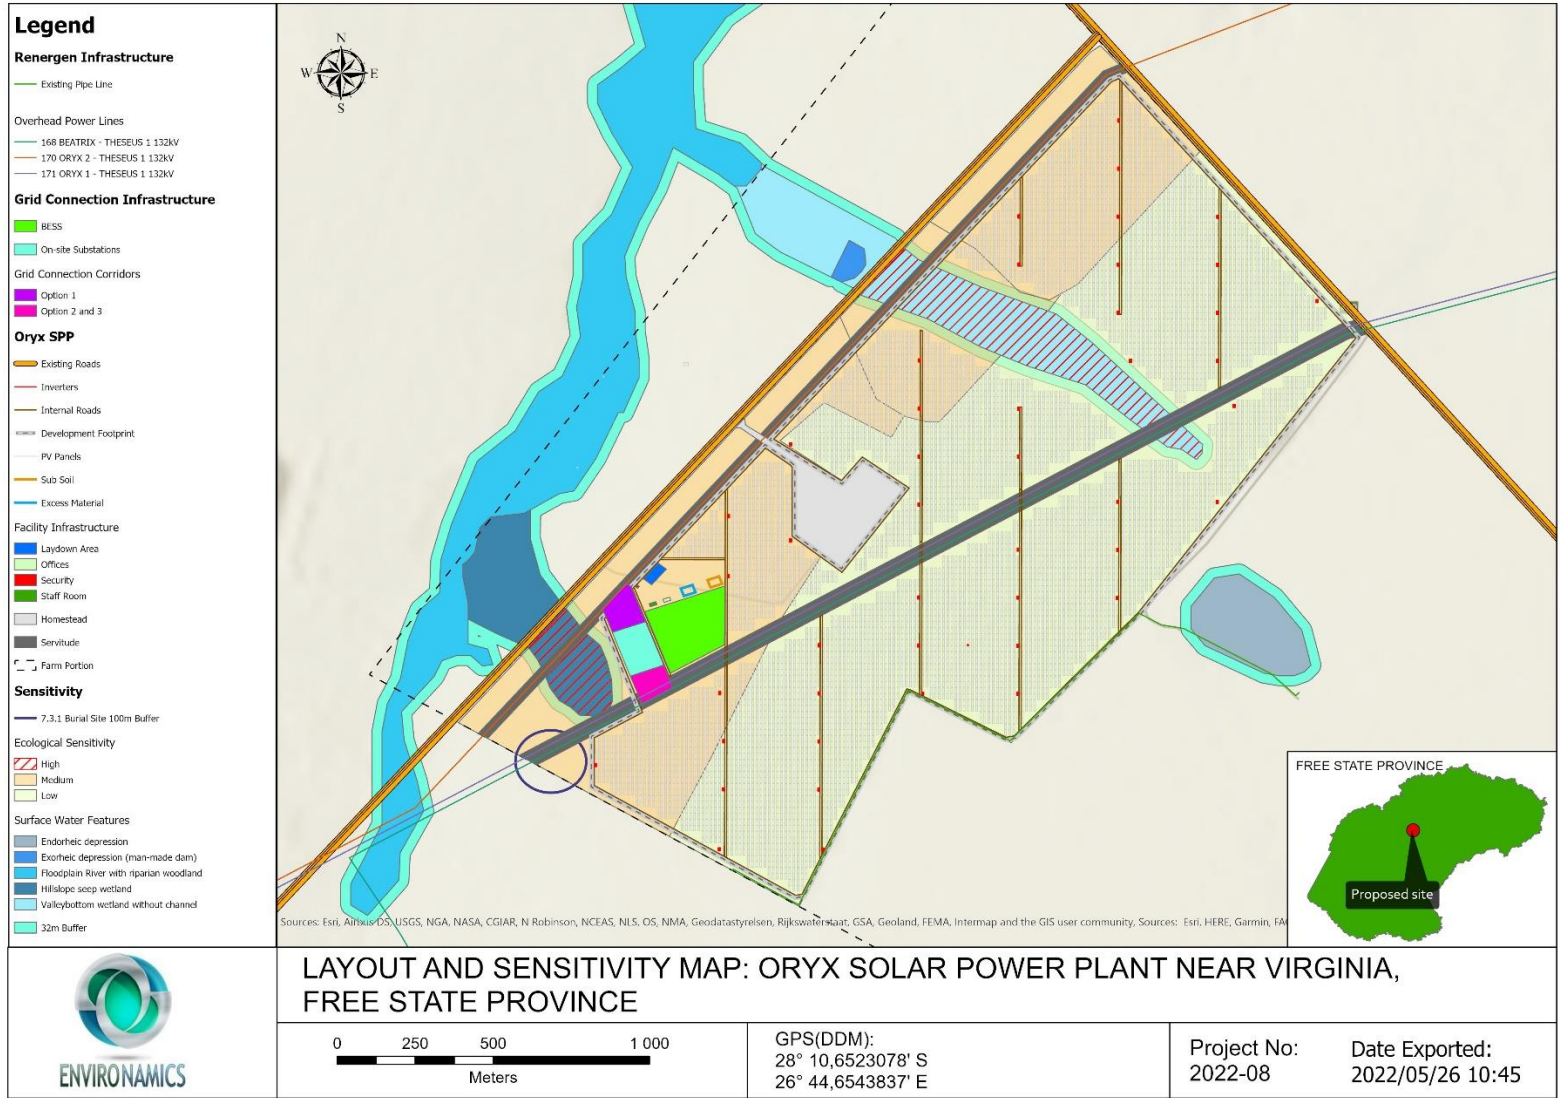 Legend
Renergen Infrastructure
Existing Pipe Line
Overhead Power Lines
168 BEATRIX - THESEUS 1 132kV
170 ORYX 2 - THESEUS 1 132kV
171 ORYX 1 - THESEUS 1 132kV
Grid Connection Infrastructure
BESS
On-site Substations
Grid Connection Corridors
Option 1
Option 2 and 3
Oryx SPP
Existing Roads
Inverters
Internal Roads
Development Footprint
PV Panels
Sub Soil
Excess Material
Facility Infrastructure
Laydown Area
Offices
Security
Staff Room
Homestead
Servitude
Farm Portion
Sensitivity
7.3.1 Burial Site 100m Buffer
Ecological Sensitivity
High
Medium
Low
Surface Water Features
Endorheic depression
Exorheic depression (man-made dam)
Floodplain River with riparian woodland
Hillslope seep wetland
Valleybottom wetland without channel
32m Buffer
N
W E
S
FREE STATE PROVINCE
Proposed site
Sources: Esri, Airbus DS, USGS, NGA, NASA, CGIAR, N Robinson, NCEAS, NLS, OS, NMA, Geodatastyrelsen, Rijkswaterstaat, GSA, Geoland, FEMA, Intermap and the GIS user community, Sources: Esri, HERE, Garmin,
ENVIRONAMICS
LAYOUT AND SENSITIVITY MAP: ORYX SOLAR POWER PLANT NEAR VIRGINIA,
FREE STATE PROVINCE
0 250 500 1 000
Meters
GPS(DDM):
28° 10,6523078' S
26° 44,6543837' E
Project No:
2022-08
Date Exported:
2022/05/26 10:45